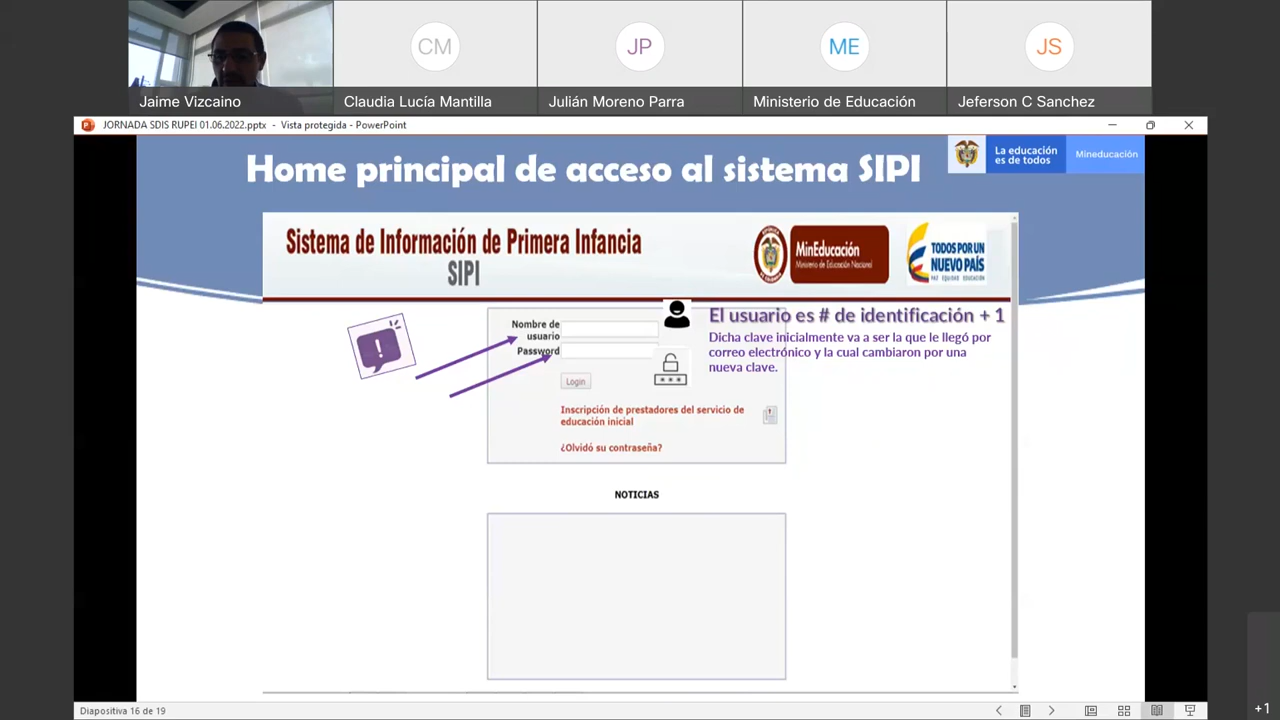 CM
JP
ME
JS
Jaime Vizcaino
Claudia Lucía Mantilla
Julián Moreno Parra
Ministerio de Educación
Jeferson C Sanchez
JORNADA SDIS RUPEI 01.06.2022.pptx - Vista protegida - PowerPoint
Home principal de acceso al sistema SIPI
La educación
es de todos
Mineducación
Sistema de Información de Primera Infancia
SIPI
MinEducación
Ministerio de Educación Nacional
TODOS POR UN
NUEVO PAÍS
PAZ EQUIDAD EDUCACIÓN
Nombre de
usuario
Password
Login
El usuario es # de identificación + 1
Dicha clave inicialmente va a ser la que le llegó por
correo electrónico y la cual cambiaron por una
nueva clave.
Inscripción de prestadores del servicio de
educación inicial
¿Olvidó su contraseña?
NOTICIAS
Diapositiva 16 de 19
+1